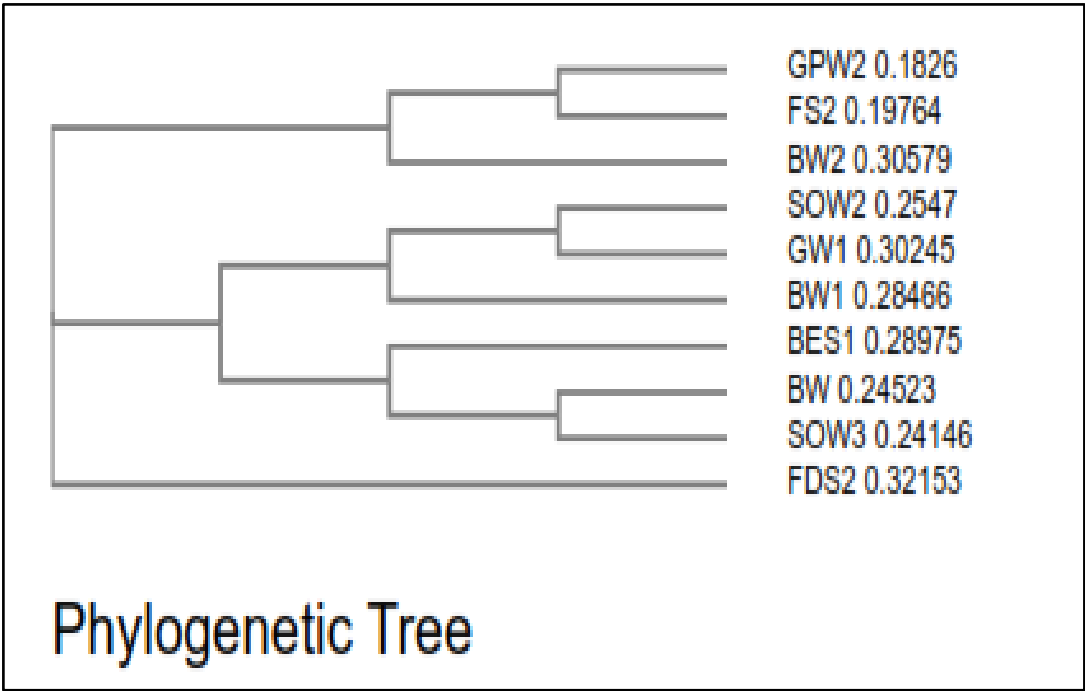 GPW2 0.1826
FS2 0.19764
BW2 0.30579
SOW2 0.2547
GW1 0.30245
BW1 0.28466
BES1 0.28975
BW 0.24523
SOW3 0.24146
FDS2 0.32153
Phylogenetic Tree